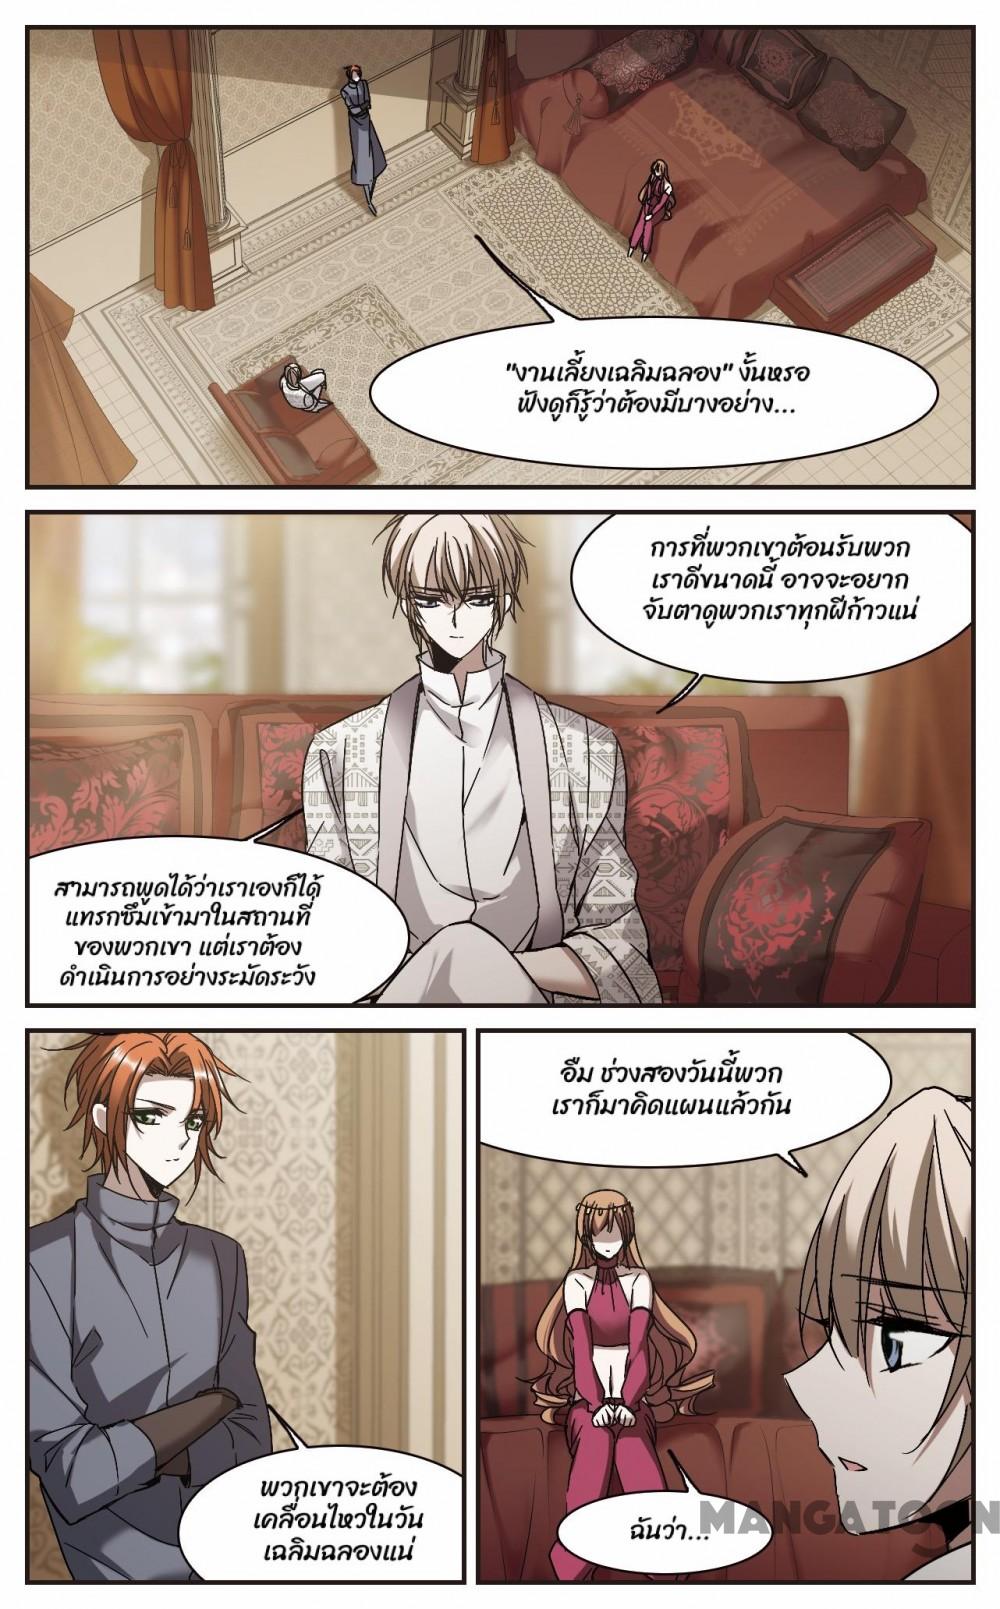 "งานเลี้ยงเฉลิมฉลอง" งั้นหรอ
ฟังดูก็รู้ว่าต้องมีบางอย่าง...
การที่พวกเขาต้อนรับพวก
เราดีขนาดนี้ อาจจะอยาก
จับตาดูพวกเราทุกฝีก้าวแน่
สามารถพูดได้ว่าเราเองก็ได้
แทรกซึมเข้ามาในสถานที่
ของพวกเขา แต่เราต้อง
ดำเนินการอย่างระมัดระวัง
พวกเขาจะต้อง
เคลื่อนไหวในวัน
เฉลิมฉลองแน่
อืม ช่วงสองวันนี้พวก
เราก็มาคิดแผนแล้วกัน
ฉันว่า...
MANGATOON